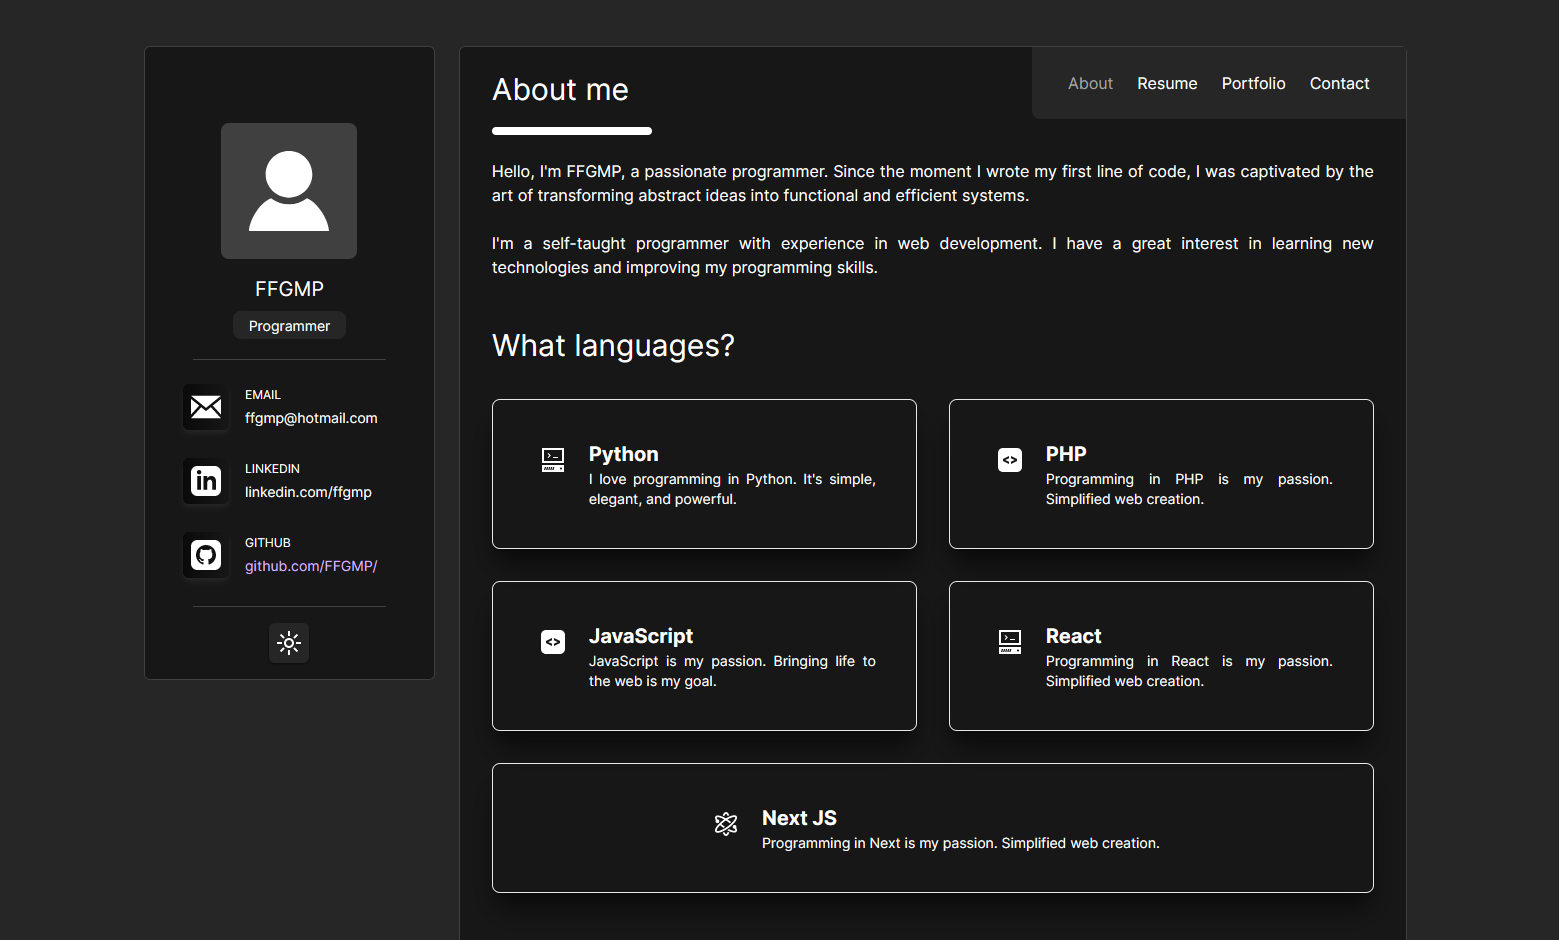 FFGMP
Programmer
EMAIL
ffgmp@hotmail.com
LINKEDIN
linkedin.com/ffgmp
GITHUB
github.com/FFGMP/
About me
About Resume Portfolio Contact
Hello, I'm FFGMP, a passionate programmer. Since the moment I wrote my first line of code, I was captivated by the
art of transforming abstract ideas into functional and efficient systems.
I'm a self-taught programmer with experience in web development. I have a great interest in learning new
technologies and improving my programming skills.
What languages?
Python
I love programming in Python. It's simple,
elegant, and powerful.
PHP
Programming in PHP is my passion.
Simplified web creation.
JavaScript
JavaScript is my passion. Bringing life to
the web is my goal.
React
Programming in React is my passion.
Simplified web creation.
Next JS
Programming in Next is my passion. Simplified web creation.